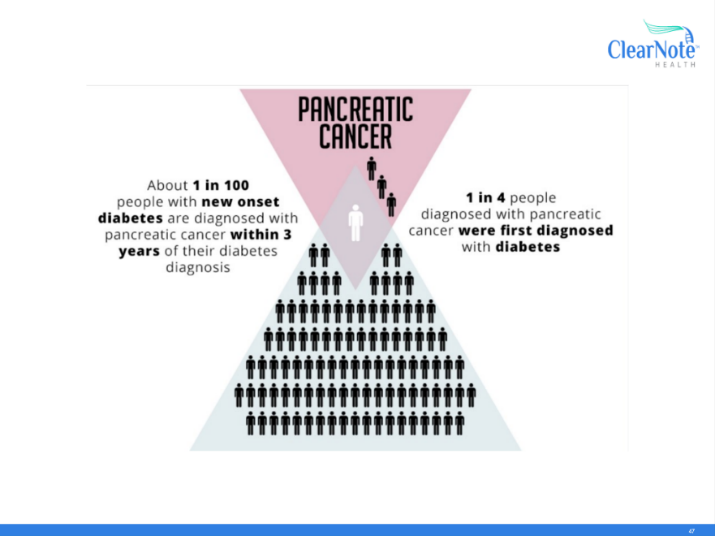 ClearNote
HEALTH
PANCREATIC
CANCER
About 1 in 100
people with new onset
diabetes are diagnosed with
pancreatic cancer within 3
years of their diabetes
diagnosis
1 in 4 people
diagnosed with pancreatic
cancer were first diagnosed
with diabetes
47